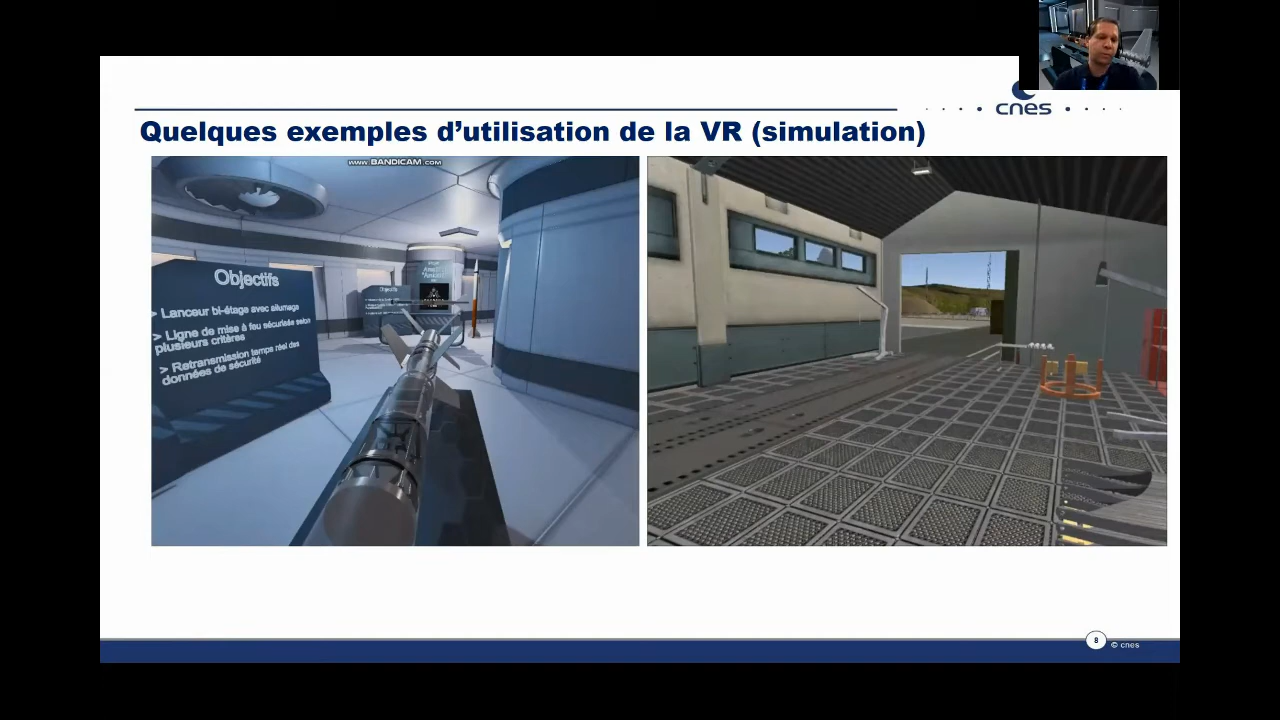 cnes
Quelques exemples d'utilisation de la VR (simulation)
www.BANDICAM.com
Objectifs
> Lanceur bi-étage avec allumage
> Ligne de mise à feu sécurisée selon
plusieurs critères
> Retransmission temps réel des
données de sécurité
Objectifs
8
© cnes